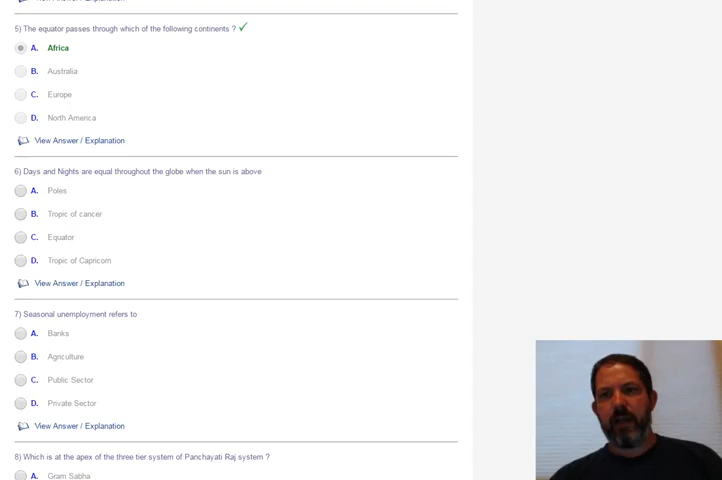 5) The equator passes through which of the following continents ?
A. Africa
B. Australia
C. Europe
D. North America
View Answer / Explanation
6) Days and Nights are equal throughout the globe when the sun is above
A. Poles
B. Tropic of cancer
C. Equator
D. Tropic of Capricorn
View Answer / Explanation
7) Seasonal unemployment refers to
A. Banks
B. Agriculture
C. Public Sector
D. Private Sector
View Answer / Explanation
8) Which is at the apex of the three tier system of Panchayati Raj system ?
A. Gram Sabha